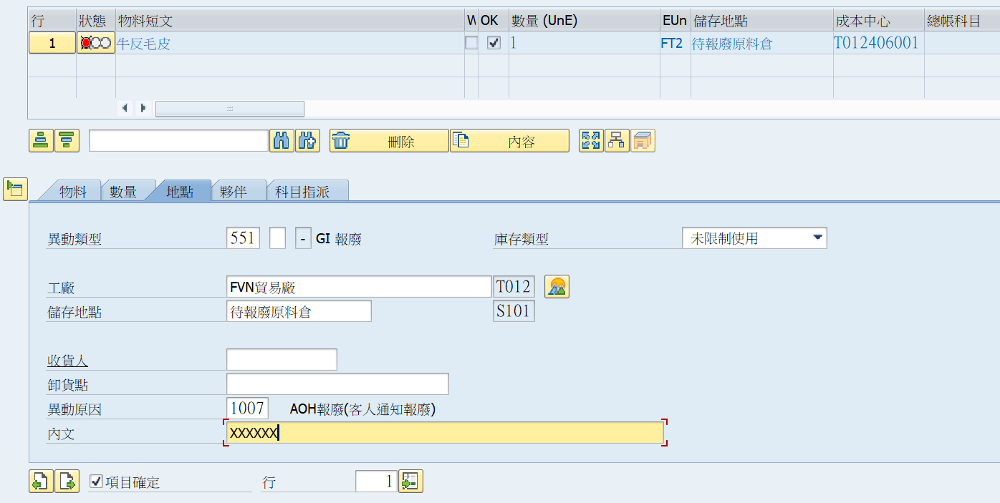 行 狀態 物料短文 W OK 數量 (UnE) EUn 儲存地點 成本中心 總帳科目
1 牛反毛皮 1 FT2 待報廢原料倉 T012406001
刪除 內容
物料 數量 地點 夥伴 科目指派
異動類型 551 - GI 報廢 庫存類型 未限制使用
工廠 FVN貿易廠 T012
儲存地點 待報廢原料倉 S101
收貨人
卸貨點
異動原因 1007 AOH報廢(客人通知報廢)
內文 XXXXXX
項目確定 行 1